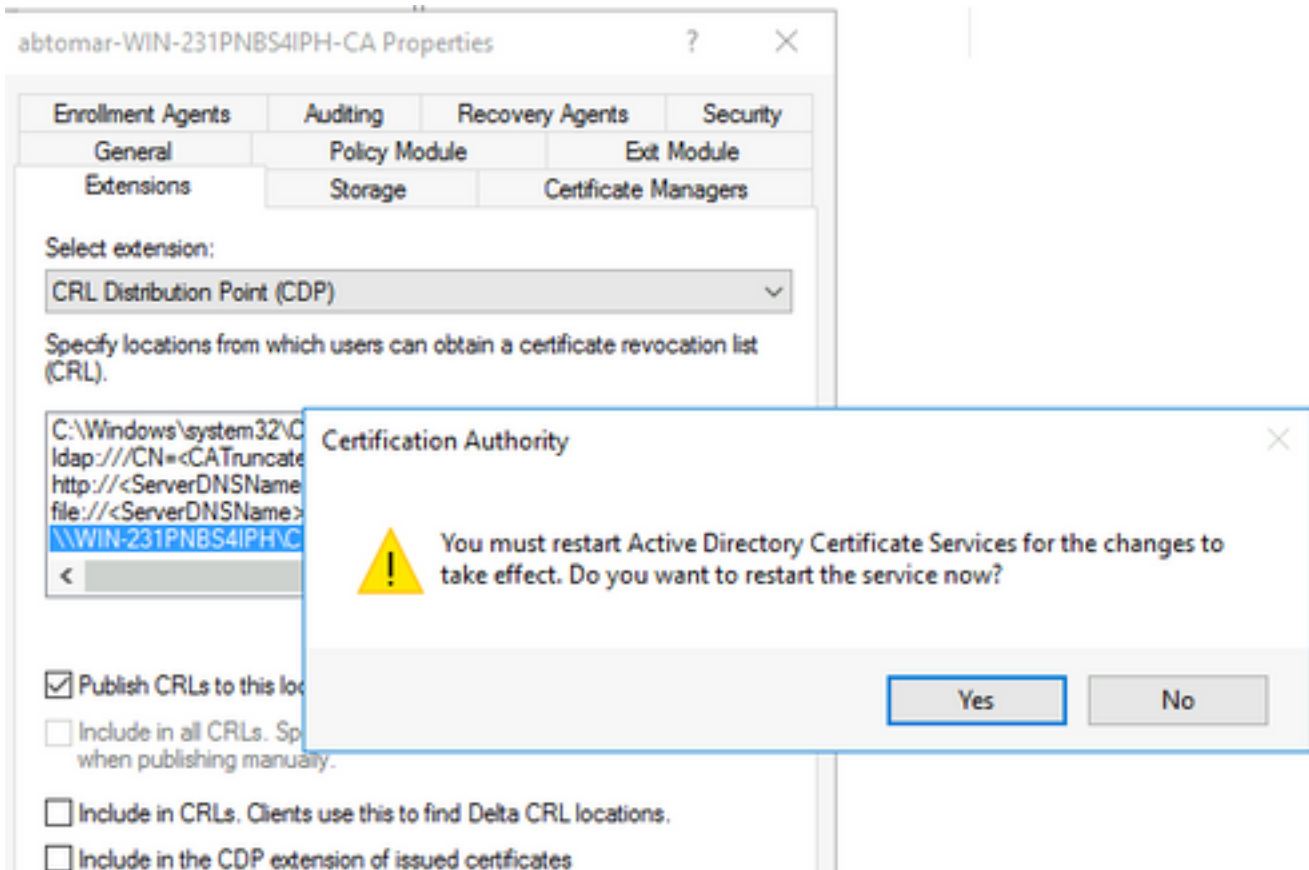 abtomar-WIN-231PNBS4IPH-CA Properties ? ×
Enrollment Agents Auditing Recovery Agents Security
General Policy Module Exit Module
Extensions Storage Certificate Managers
Select extension:
CRL Distribution Point (CDP)
Specify locations from which users can obtain a certificate revocation list
(CRL).
C:\Windows\system32\C
ldap:///CN=<CATruncate
http://<ServerDNSName
file://<ServerDNSName>
\\WIN-231PNBS4IPH\C
Certification Authority
You must restart Active Directory Certificate Services for the changes to
take effect. Do you want to restart the service now?
Yes No
Publish CRLs to this loc
Include in all CRLs. Sp
when publishing manually.
Include in CRLs. Clients use this to find Delta CRL locations.
Include in the CDP extension of issued certificates